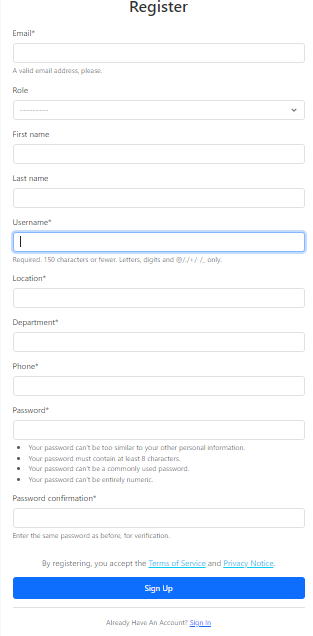 Register
Email*
A valid email address, please.
Role
---------
First name
Last name
Username*
Required. 150 characters or fewer. Letters, digits and @/./+/-/_ only.
Location*
Department*
Phone*
Password*
Your password can't be too similar to your other personal information.
Your password must contain at least 8 characters.
Your password can't be a commonly used password.
Your password can't be entirely numeric.
Password confirmation*
Enter the same password as before, for verification.
By registering, you accept the Terms of Service and Privacy Notice.
Sign Up
Already Have An Account? Sign In